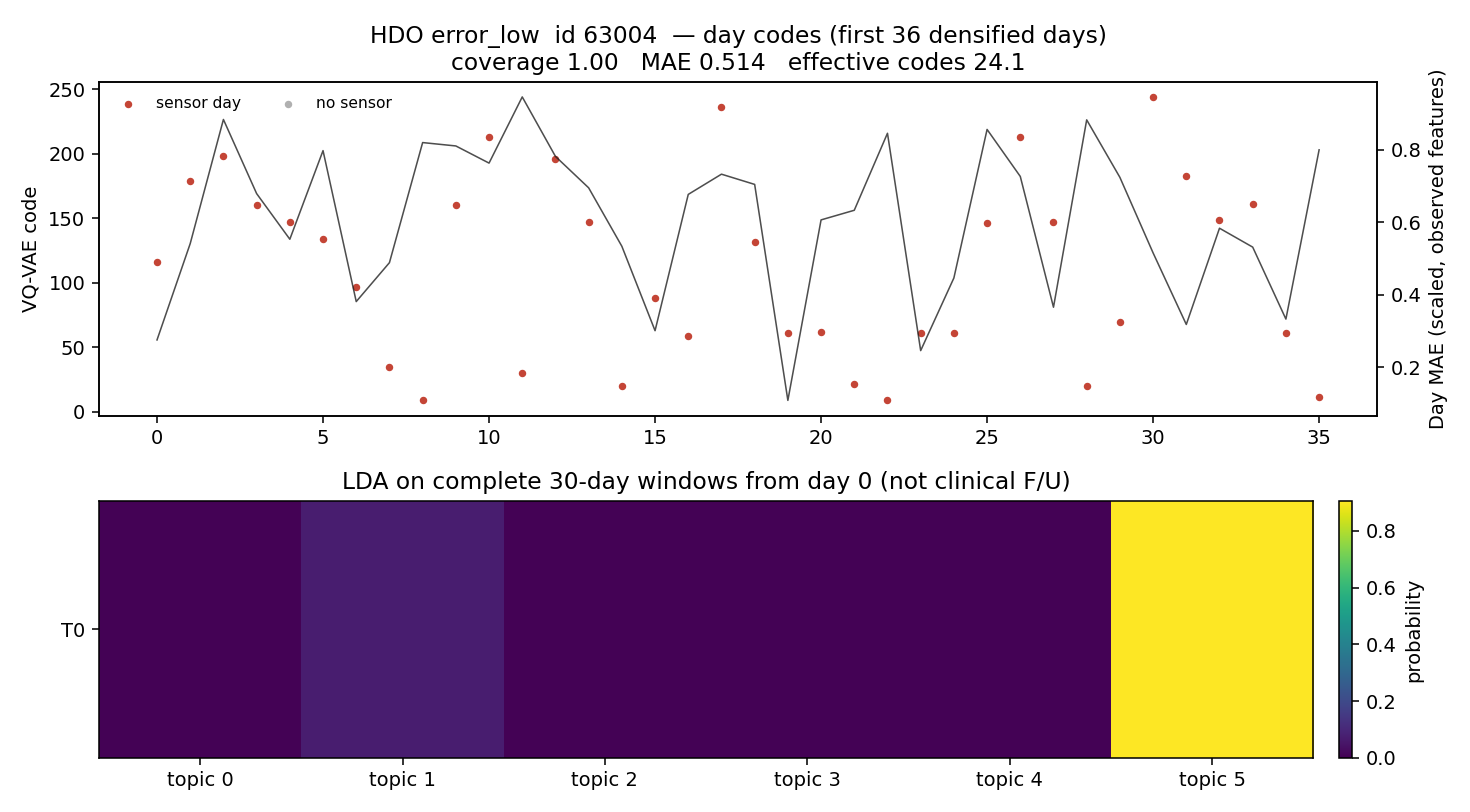 HDO error_low  id 63004  — day codes (first 36 densified days)
coverage 1.00   MAE 0.514   effective codes 24.1
sensor day
no sensor
VQ-VAE code
250
200
150
100
50
0
0 5 10 15 20 25 30 35
0.8
0.6
0.4
0.2
Day MAE (scaled, observed features)
LDA on complete 30-day windows from day 0 (not clinical F/U)
T0
topic 0 topic 1 topic 2 topic 3 topic 4 topic 5
0.8
0.6
0.4
0.2
0.0
probability